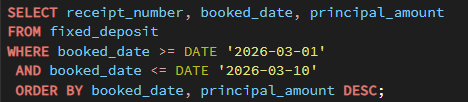 SELECT receipt_number, booked_date, principal_amount
FROM fixed_deposit
WHERE booked_date >= DATE '2026-03-01'
 AND booked_date <= DATE '2026-03-10'
 ORDER BY booked_date, principal_amount DESC;